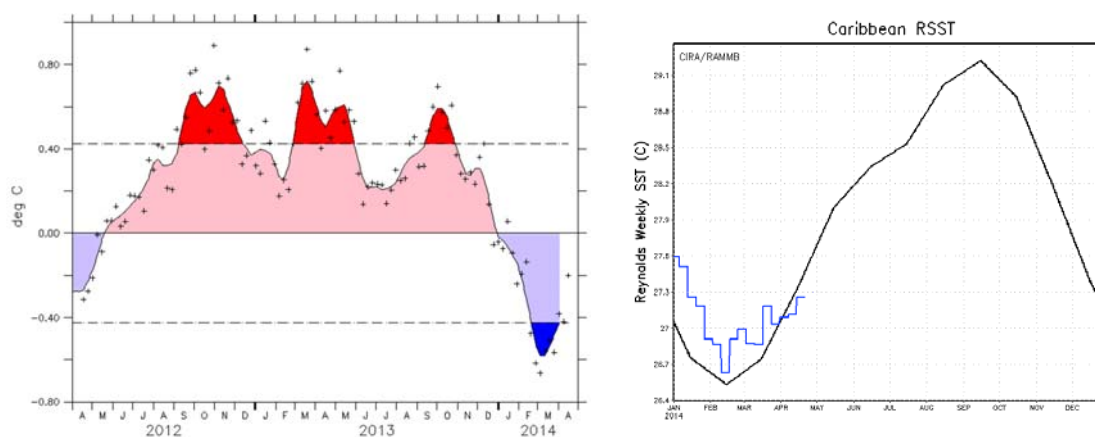 0.80
0.40
0.00
-0.40
-0.80
deg C
A M J J A S O N D J F M A M J J A S O N D J F M A
2012 2013 2014
Caribbean RSST
CIRA/RAMMB
Reynolds Weekly SST (C)
29.1
28.8
28.5
28.2
27.9
27.6
27.3
27
26.7
26.4
JAN FEB MAR APR MAY JUN JUL AUG SEP OCT NOV DEC
2014